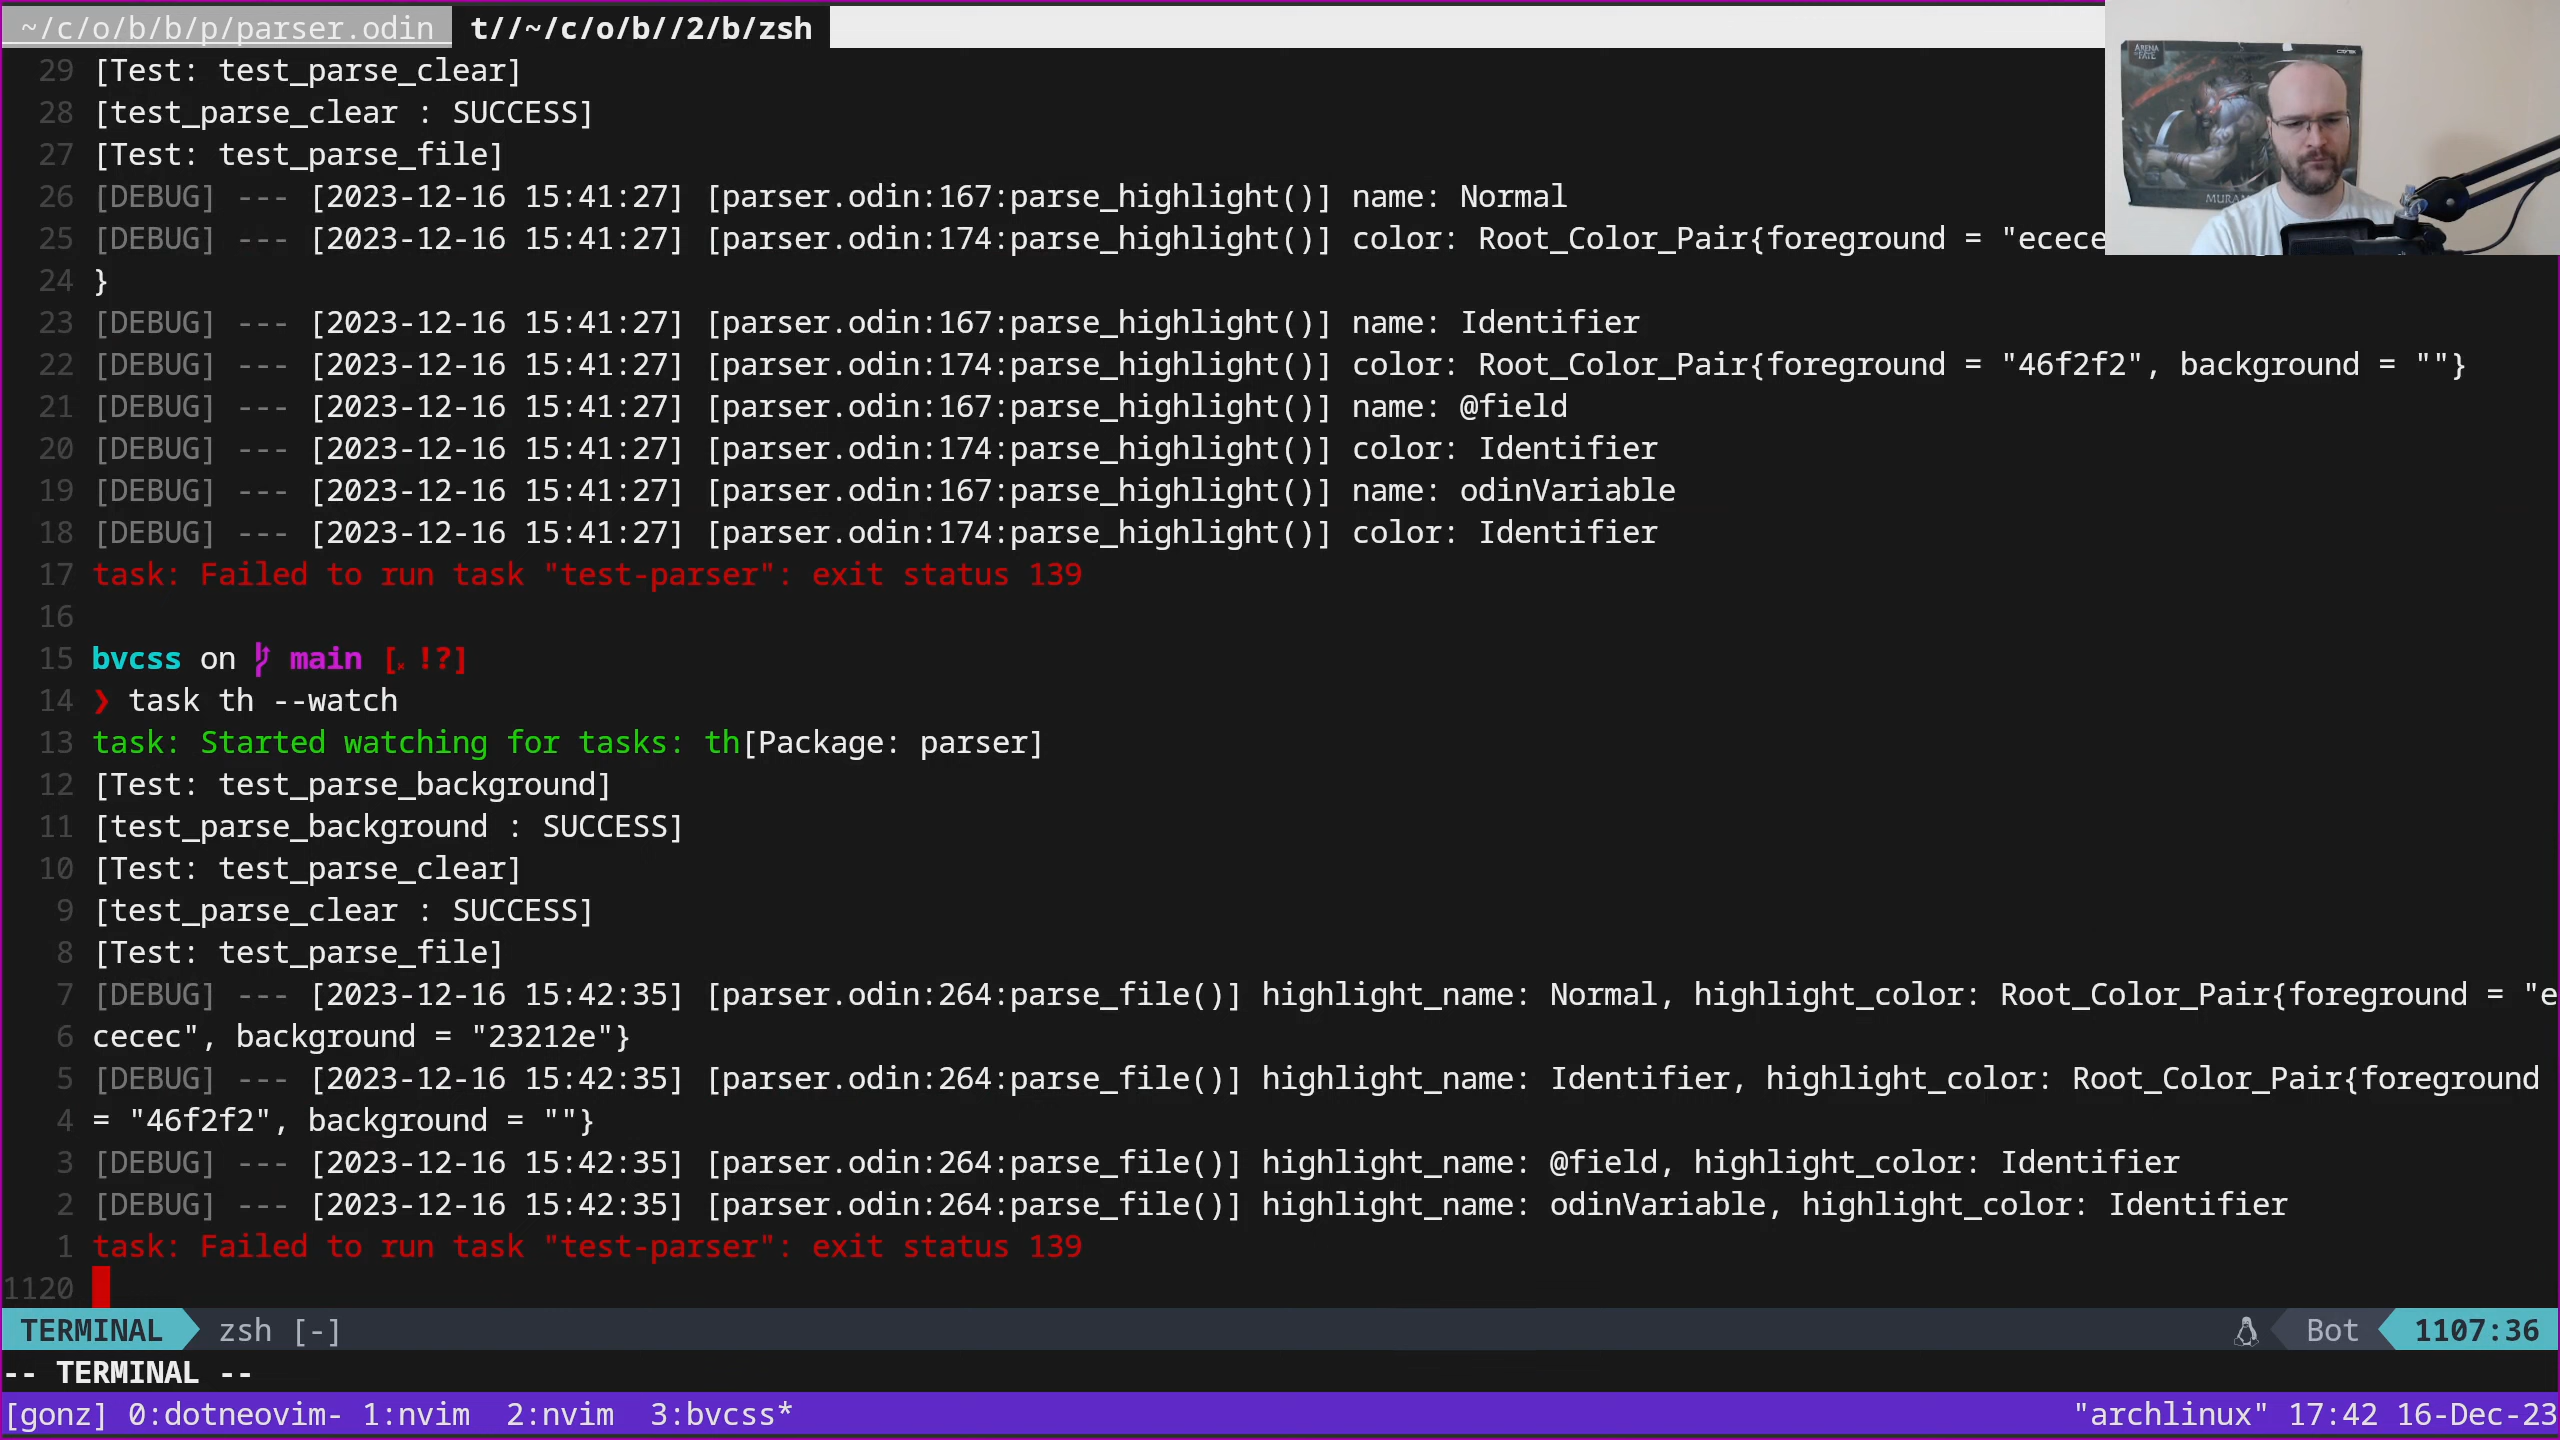 ~/c/o/b/b/p/parser.odin t//~/c/o/b//2/b/zsh
29 [Test: test_parse_clear]
28 [test_parse_clear : SUCCESS]
27 [Test: test_parse_file]
26 [DEBUG] --- [2023-12-16 15:41:27] [parser.odin:167:parse_highlight()] name: Normal
25 [DEBUG] --- [2023-12-16 15:41:27] [parser.odin:174:parse_highlight()] color: Root_Color_Pair{foreground = "ecece
24 }
23 [DEBUG] --- [2023-12-16 15:41:27] [parser.odin:167:parse_highlight()] name: Identifier
22 [DEBUG] --- [2023-12-16 15:41:27] [parser.odin:174:parse_highlight()] color: Root_Color_Pair{foreground = "46f2f2", background = ""}
21 [DEBUG] --- [2023-12-16 15:41:27] [parser.odin:167:parse_highlight()] name: @field
20 [DEBUG] --- [2023-12-16 15:41:27] [parser.odin:174:parse_highlight()] color: Identifier
19 [DEBUG] --- [2023-12-16 15:41:27] [parser.odin:167:parse_highlight()] name: odinVariable
18 [DEBUG] --- [2023-12-16 15:41:27] [parser.odin:174:parse_highlight()] color: Identifier
17 task: Failed to run task "test-parser": exit status 139
16
15 bvcss on main [ !?]
14 ❯ task th --watch
13 task: Started watching for tasks: th[Package: parser]
12 [Test: test_parse_background]
11 [test_parse_background : SUCCESS]
10 [Test: test_parse_clear]
9 [test_parse_clear : SUCCESS]
8 [Test: test_parse_file]
7 [DEBUG] --- [2023-12-16 15:42:35] [parser.odin:264:parse_file()] highlight_name: Normal, highlight_color: Root_Color_Pair{foreground = "e
6 cecec", background = "23212e"}
5 [DEBUG] --- [2023-12-16 15:42:35] [parser.odin:264:parse_file()] highlight_name: Identifier, highlight_color: Root_Color_Pair{foreground
4 = "46f2f2", background = ""}
3 [DEBUG] --- [2023-12-16 15:42:35] [parser.odin:264:parse_file()] highlight_name: @field, highlight_color: Identifier
2 [DEBUG] --- [2023-12-16 15:42:35] [parser.odin:264:parse_file()] highlight_name: odinVariable, highlight_color: Identifier
1 task: Failed to run task "test-parser": exit status 139
1120
TERMINAL zsh [-] Bot 1107:36
-- TERMINAL --
[gonz] 0:dotneovim- 1:nvim 2:nvim 3:bvcss* "archlinux" 17:42 16-Dec-23